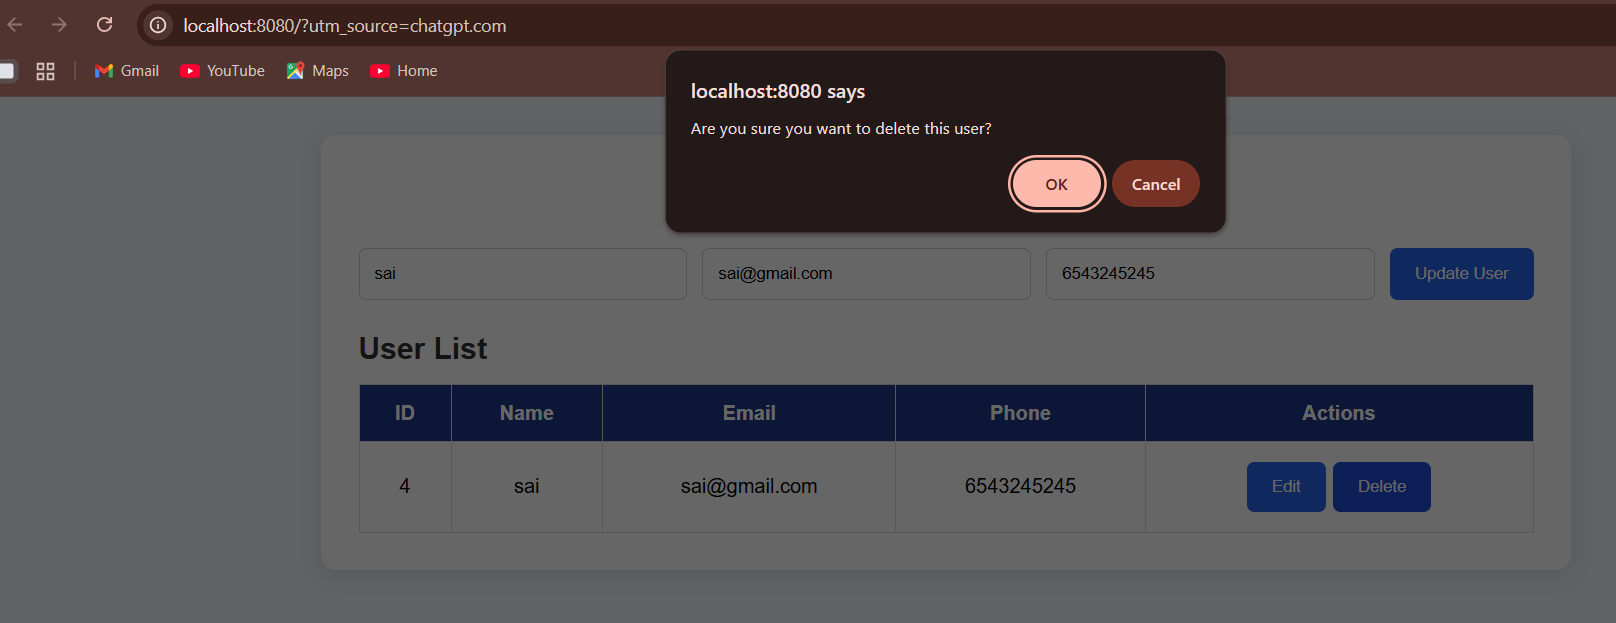 localhost:8080/?utm_source=chatgpt.com
Gmail YouTube Maps Home
localhost:8080 says
Are you sure you want to delete this user?
OK Cancel
sai sai@gmail.com 6543245245 Update User
User List
ID Name Email Phone Actions
4 sai sai@gmail.com 6543245245 Edit Delete